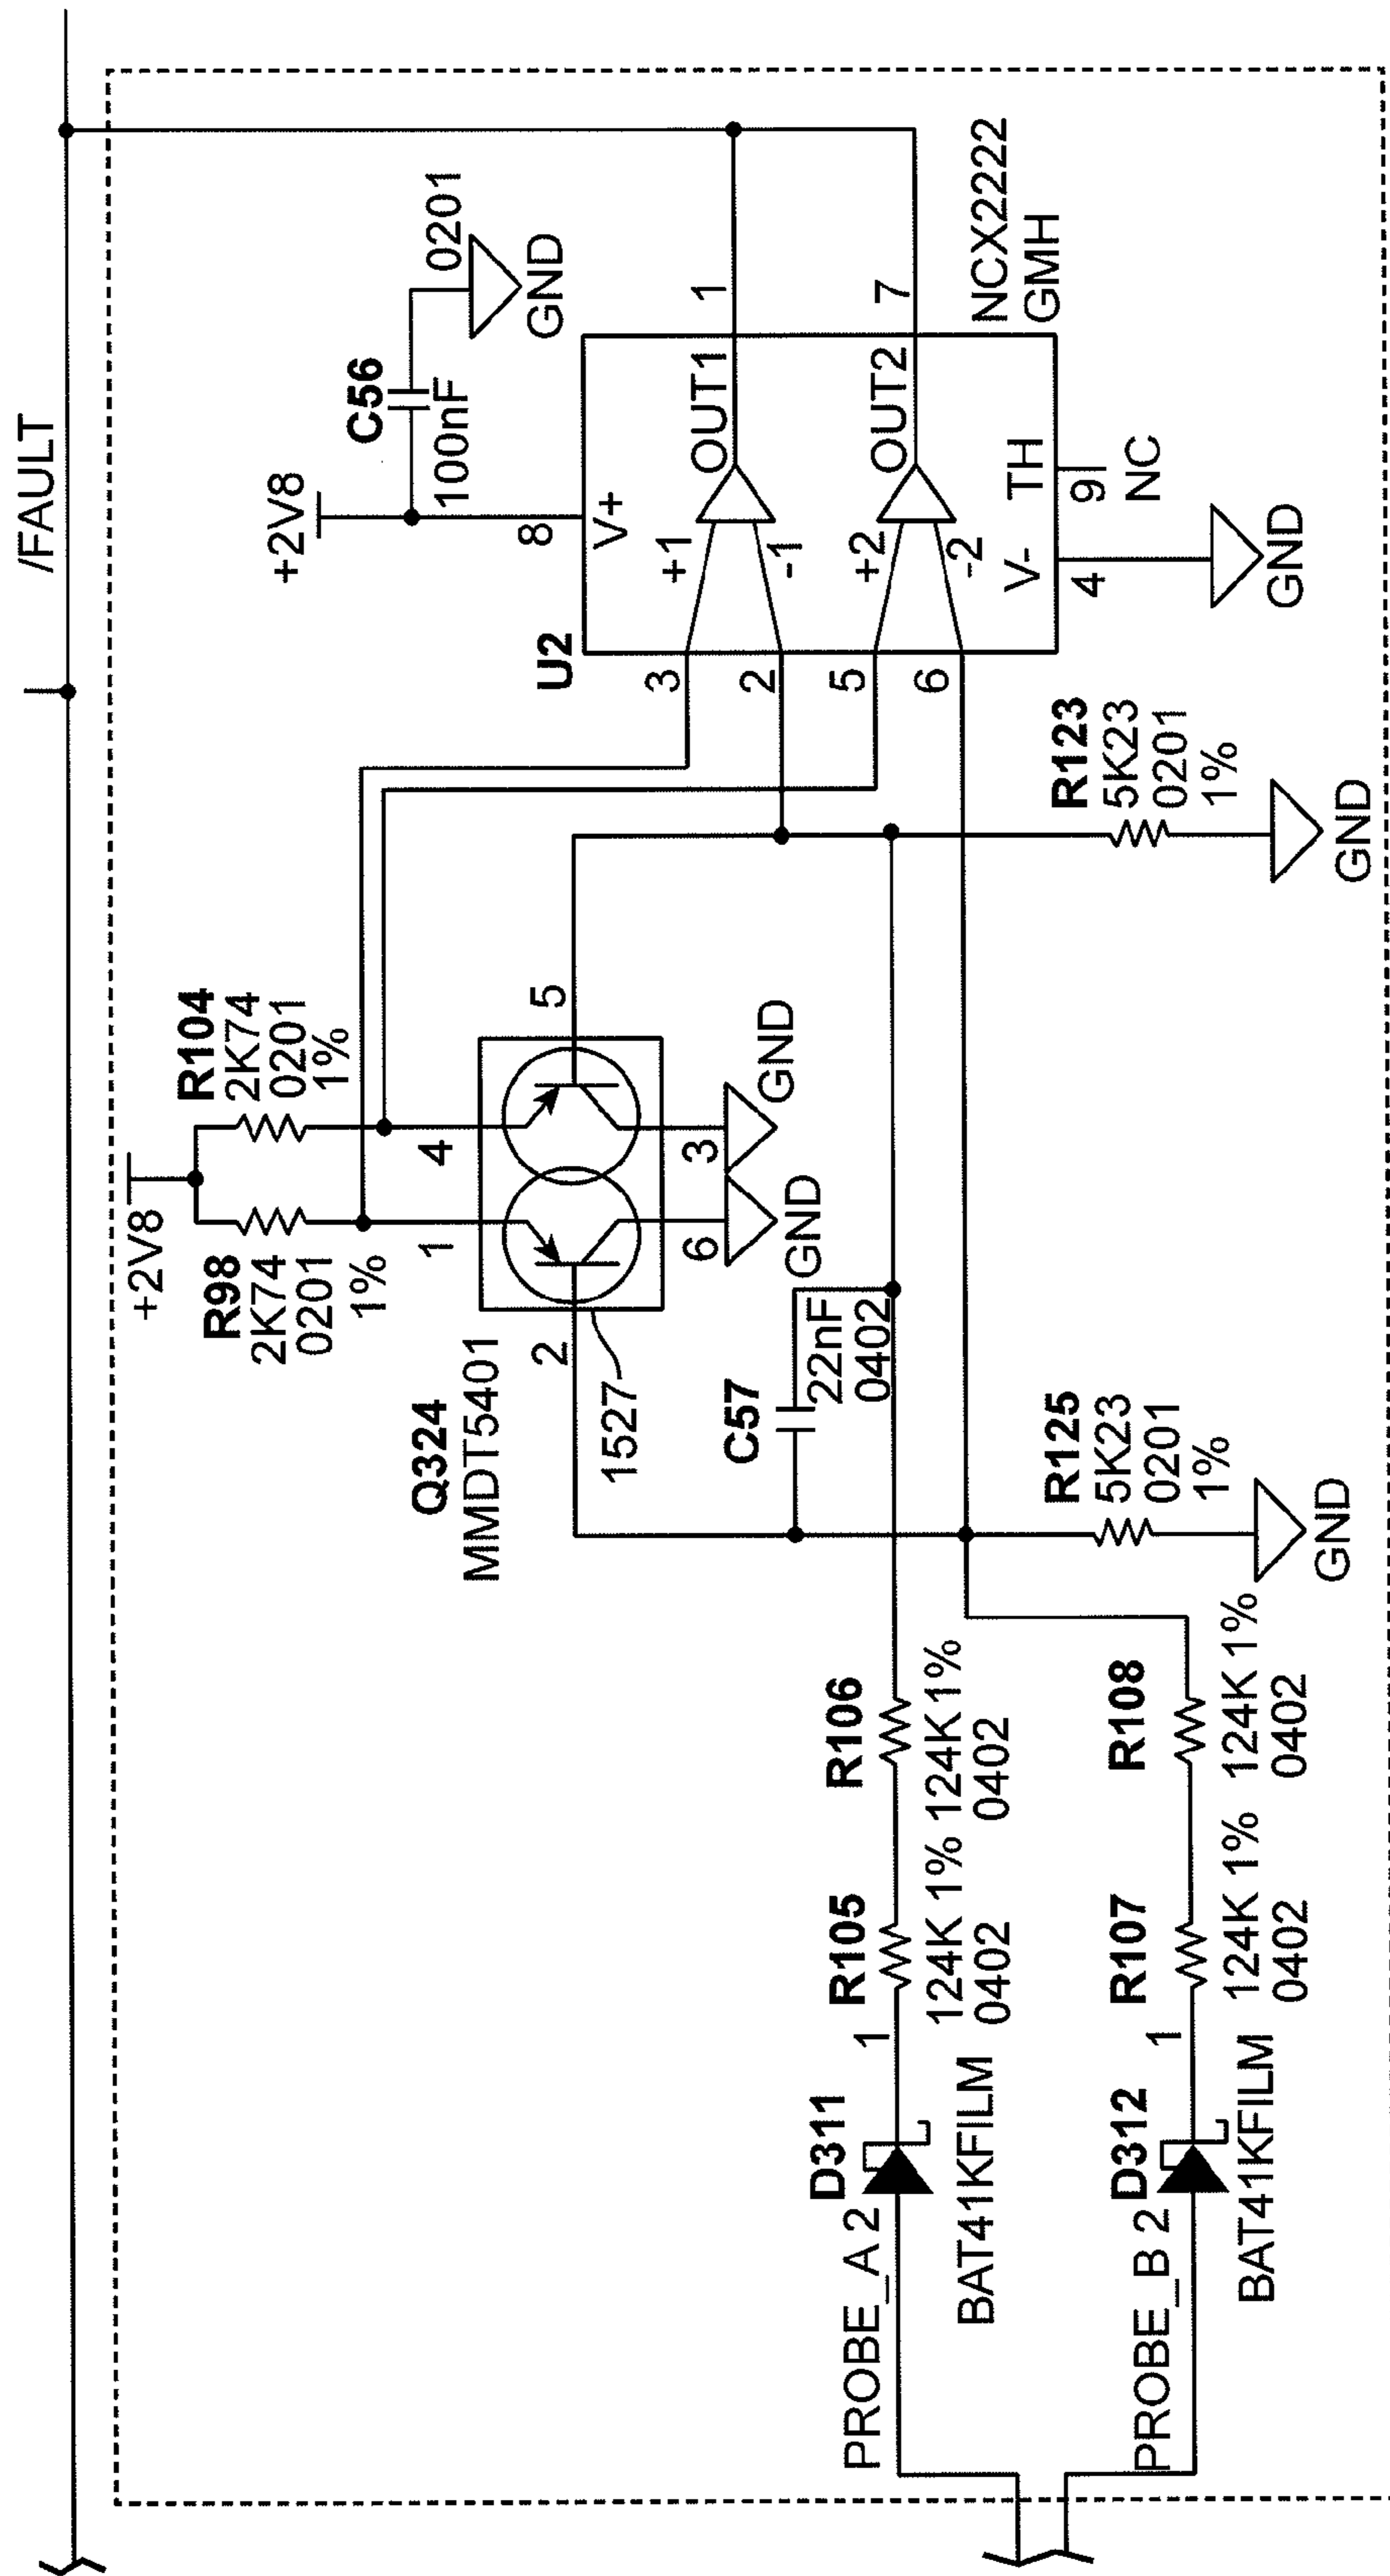 /FAULT
+2V8
C56
100nF
0201
GND
+2V8
R104
2K74
0201
1%
R98
2K74
0201
1%
Q324
MMDT5401
1527
1
4
2
5
6
3
GND
GND
U2
8
V+
3
+1
2
-1
5
+2
6
-2
OUT1
1
OUT2
7
V-
TH
4
9
NC
GND
NCX2222
GMH
C57
22nF
0402
R123
5K23
0201
1%
GND
R125
5K23
0201
1%
GND
PROBE_A 2
D311
1
BAT41KFILM
R105
124K 1%
0402
R106
124K 1%
0402
PROBE_B 2
D312
1
BAT41KFILM
R107
124K 1%
0402
R108
124K 1%
0402